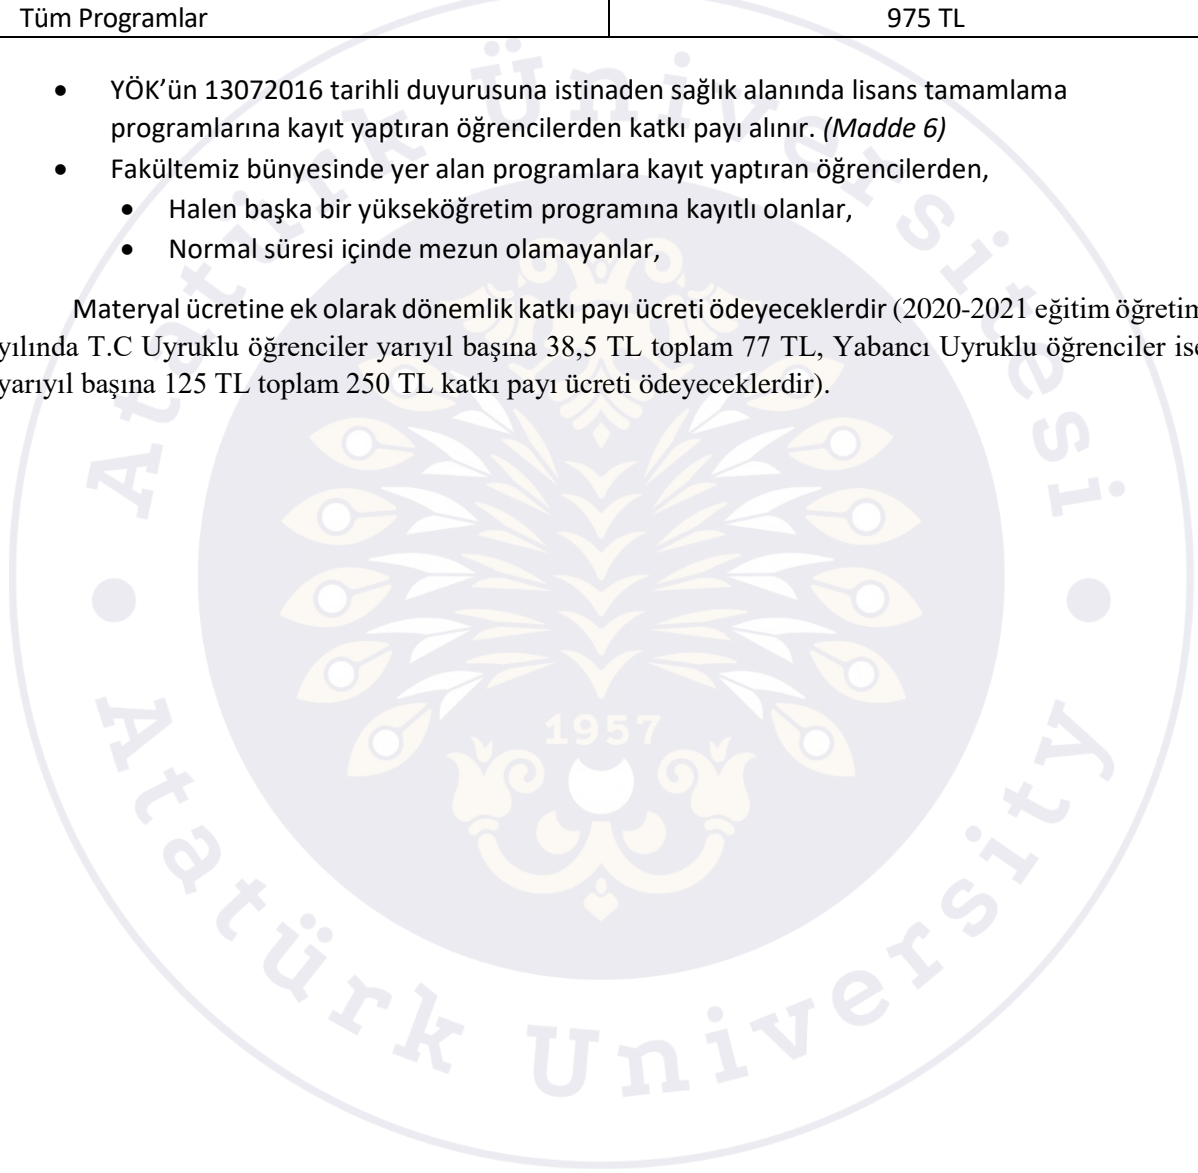 Tüm Programlar 975 TL
• YÖK’ün 13072016 tarihli duyurusuna istinaden sağlık alanında lisans tamamlama
programlarına kayıt yaptıran öğrencilerden katkı payı alınır. (Madde 6)
• Fakültemiz bünyesinde yer alan programlara kayıt yaptıran öğrencilerden,
• Halen başka bir yükseköğretim programına kayıtlı olanlar,
• Normal süresi içinde mezun olamayanlar,
Materyal ücretine ek olarak dönemlik katkı payı ücreti ödeyeceklerdir (2020-2021 eğitim öğretim
yılında T.C Uyruklu öğrenciler yarıyıl başına 38,5 TL toplam 77 TL, Yabancı Uyruklu öğrenciler ise
yarıyıl başına 125 TL toplam 250 TL katkı payı ücreti ödeyeceklerdir).
Atatürk Üniversitesi
1957
Atatürk University